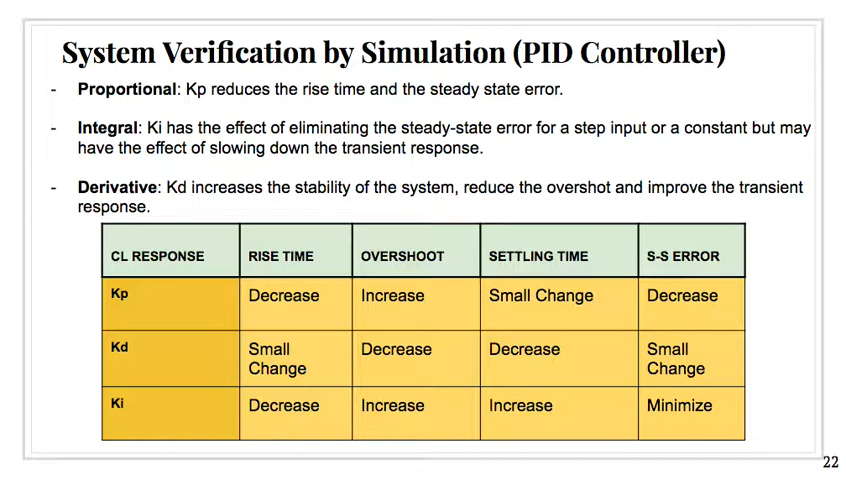 System Verification by Simulation (PID Controller)
- Proportional: Kp reduces the rise time and the steady state error.
- Integral: Ki has the effect of eliminating the steady-state error for a step input or a constant but may
have the effect of slowing down the transient response.
- Derivative: Kd increases the stability of the system, reduce the overshot and improve the transient
response.
CL RESPONSE RISE TIME OVERSHOOT SETTLING TIME S-S ERROR
Kp Decrease Increase Small Change Decrease
Kd Small Decrease Decrease Small
Change Change
Ki Decrease Increase Increase Minimize
22